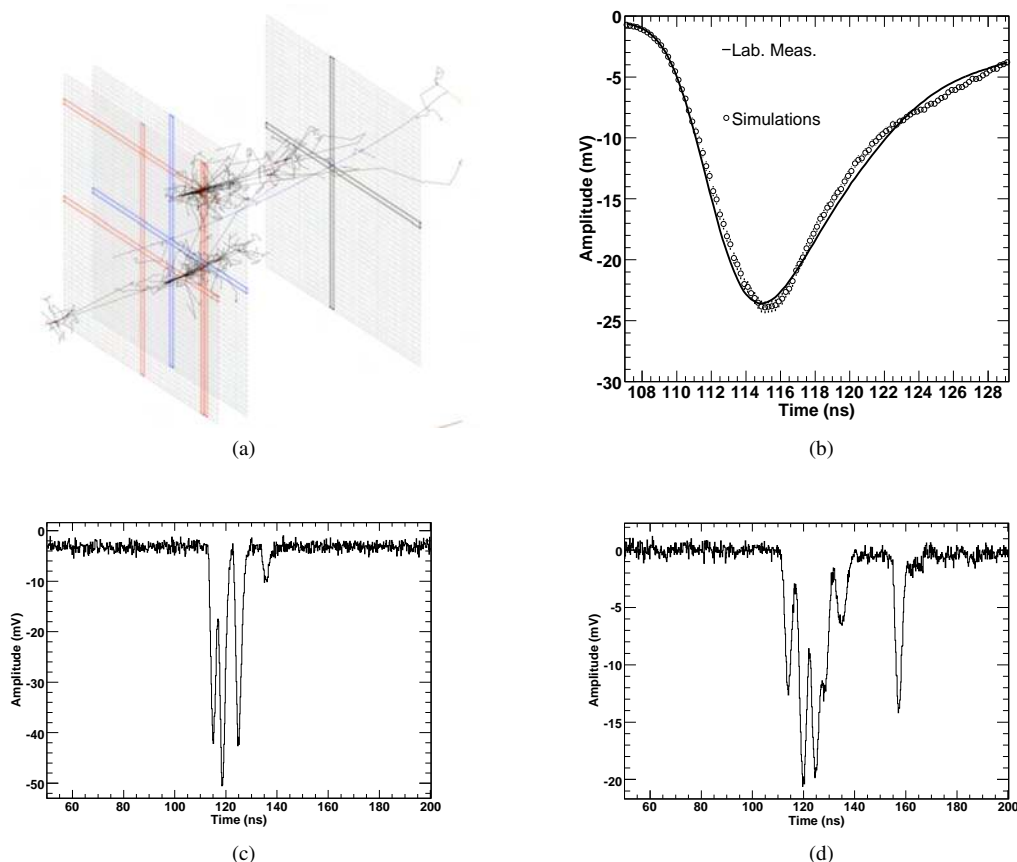 0
-5
-10
-15
-20
-25
-30
Amplitude (mV)
Lab. Meas.
Simulations
108 110 112 114 116 118 120 122 124 126 128
Time (ns)
(a)
(b)
0
-10
-20
-30
-40
-50
Amplitude (mV)
60 80 100 120 140 160 180 200
Time (ns)
(c)
0
-5
-10
-15
-20
Amplitude (mV)
60 80 100 120 140 160 180 200
Time (ns)
(d)